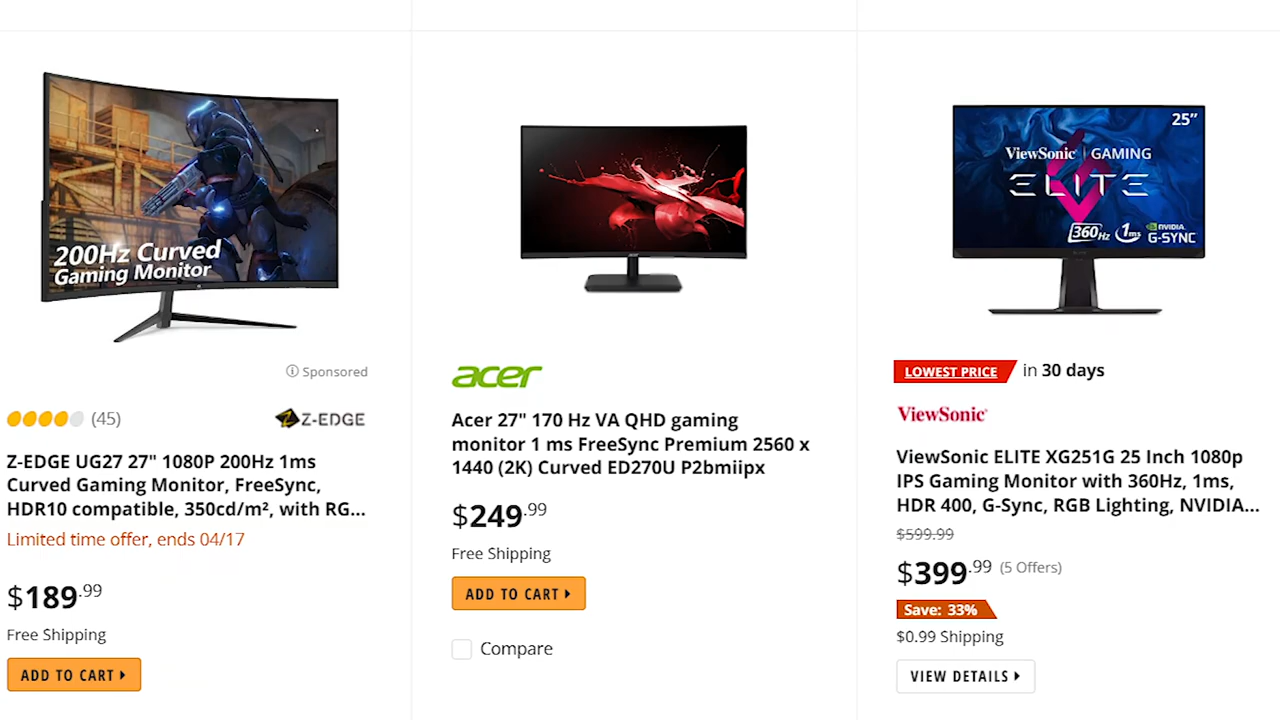 200Hz Curved
Gaming Monitor
Sponsored
(45)
Z-EDGE
Z-EDGE UG27 27" 1080P 200Hz 1ms
Curved Gaming Monitor, FreeSync,
HDR10 compatible, 350cd/m², with RG...
Limited time offer, ends 04/17
$189.99
Free Shipping
ADD TO CART
acer
Acer 27" 170 Hz VA QHD gaming
monitor 1 ms FreeSync Premium 2560 x
1440 (2K) Curved ED270U P2bmiipx
$249.99
Free Shipping
ADD TO CART
Compare
25”
ViewSonic | GAMING
ELITE
360Hz 1ms NVIDIA G-SYNC
LOWEST PRICE in 30 days
ViewSonic
ViewSonic ELITE XG251G 25 Inch 1080p
IPS Gaming Monitor with 360Hz, 1ms,
HDR 400, G-Sync, RGB Lighting, NVIDIA...
$599.99
$399.99 (5 Offers)
Save: 33%
$0.99 Shipping
VIEW DETAILS